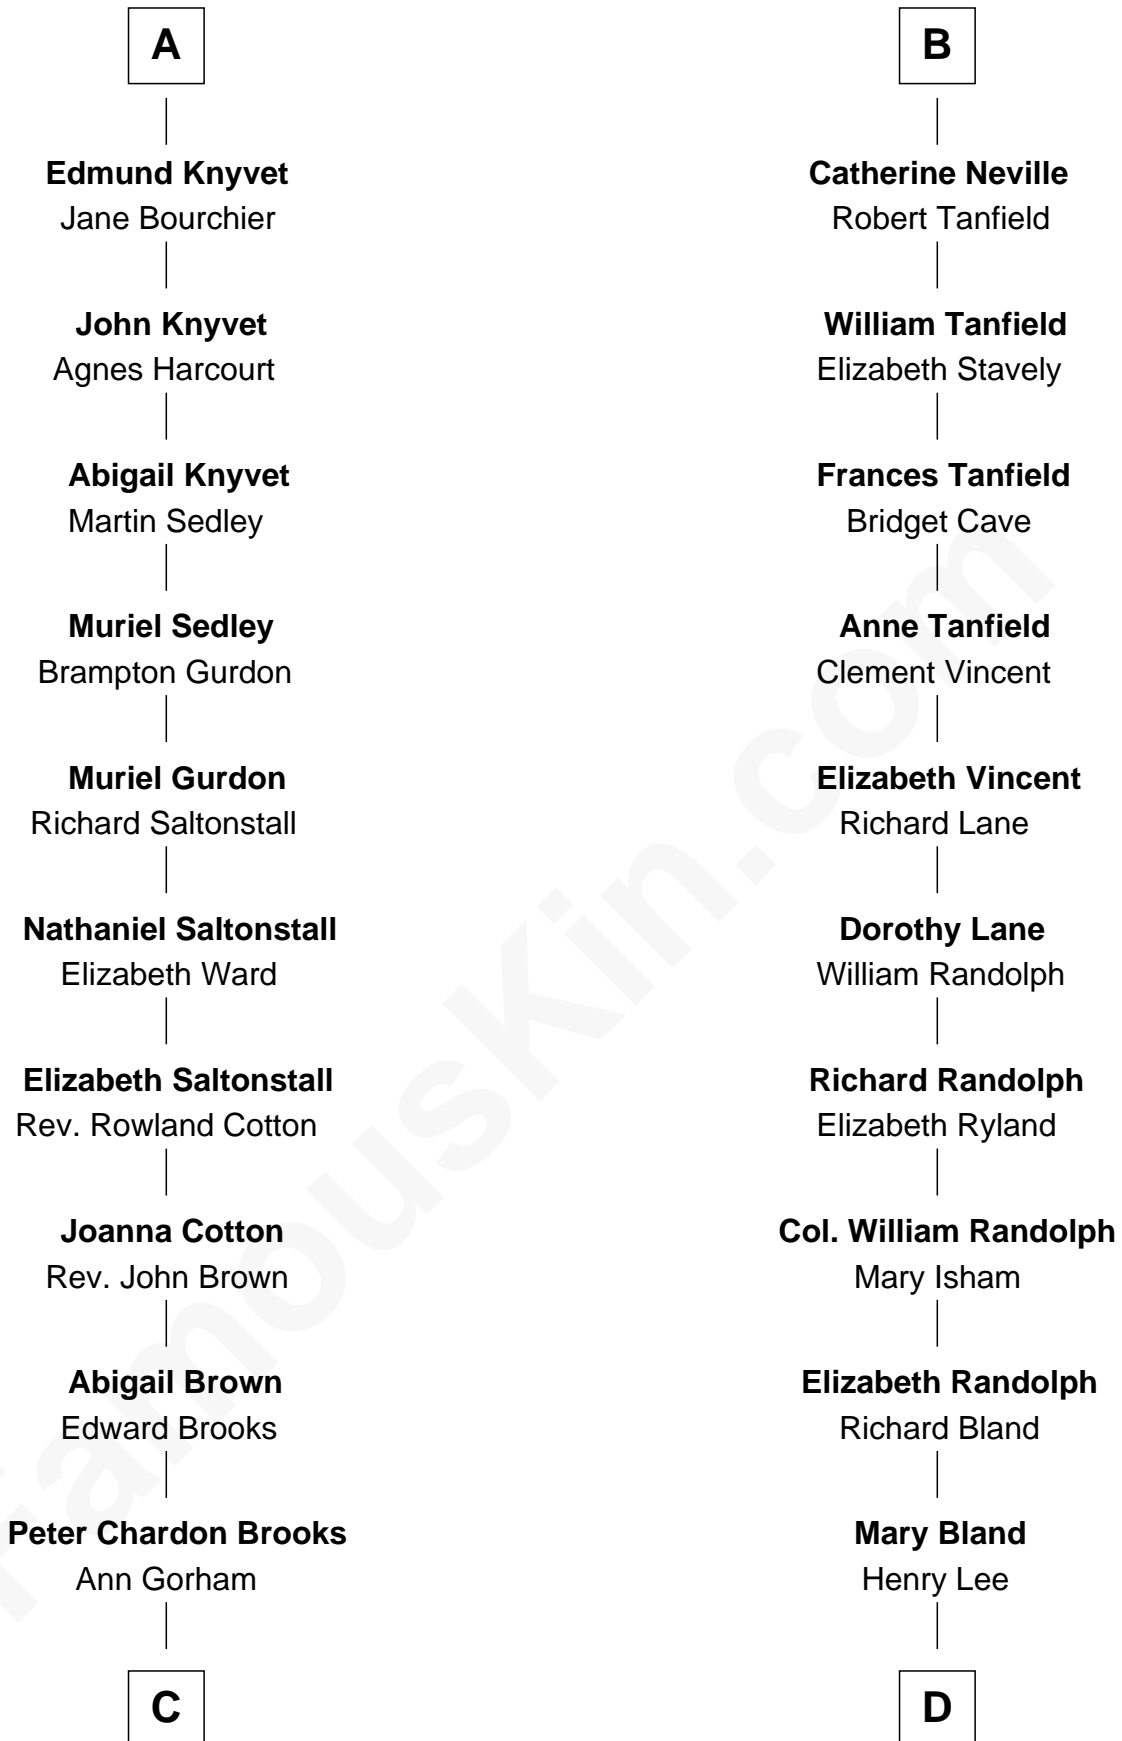 A
Edmund Knyvet
Jane Bourchier
John Knyvet
Agnes Harcourt
Abigail Knyvet
Martin Sedley
Muriel Sedley
Brampton Gurdon
Muriel Gurdon
Richard Saltonstall
Nathaniel Saltonstall
Elizabeth Ward
Elizabeth Saltonstall
Rev. Rowland Cotton
Joanna Cotton
Rev. John Brown
Abigail Brown
Edward Brooks
Peter Chardon Brooks
Ann Gorham
C
B
Catherine Neville
Robert Tanfield
William Tanfield
Elizabeth Stavely
Frances Tanfield
Bridget Cave
Anne Tanfield
Clement Vincent
Elizabeth Vincent
Richard Lane
Dorothy Lane
William Randolph
Richard Randolph
Elizabeth Ryland
Col. William Randolph
Mary Isham
Elizabeth Randolph
Richard Bland
Mary Bland
Henry Lee
D
FamousKin.com